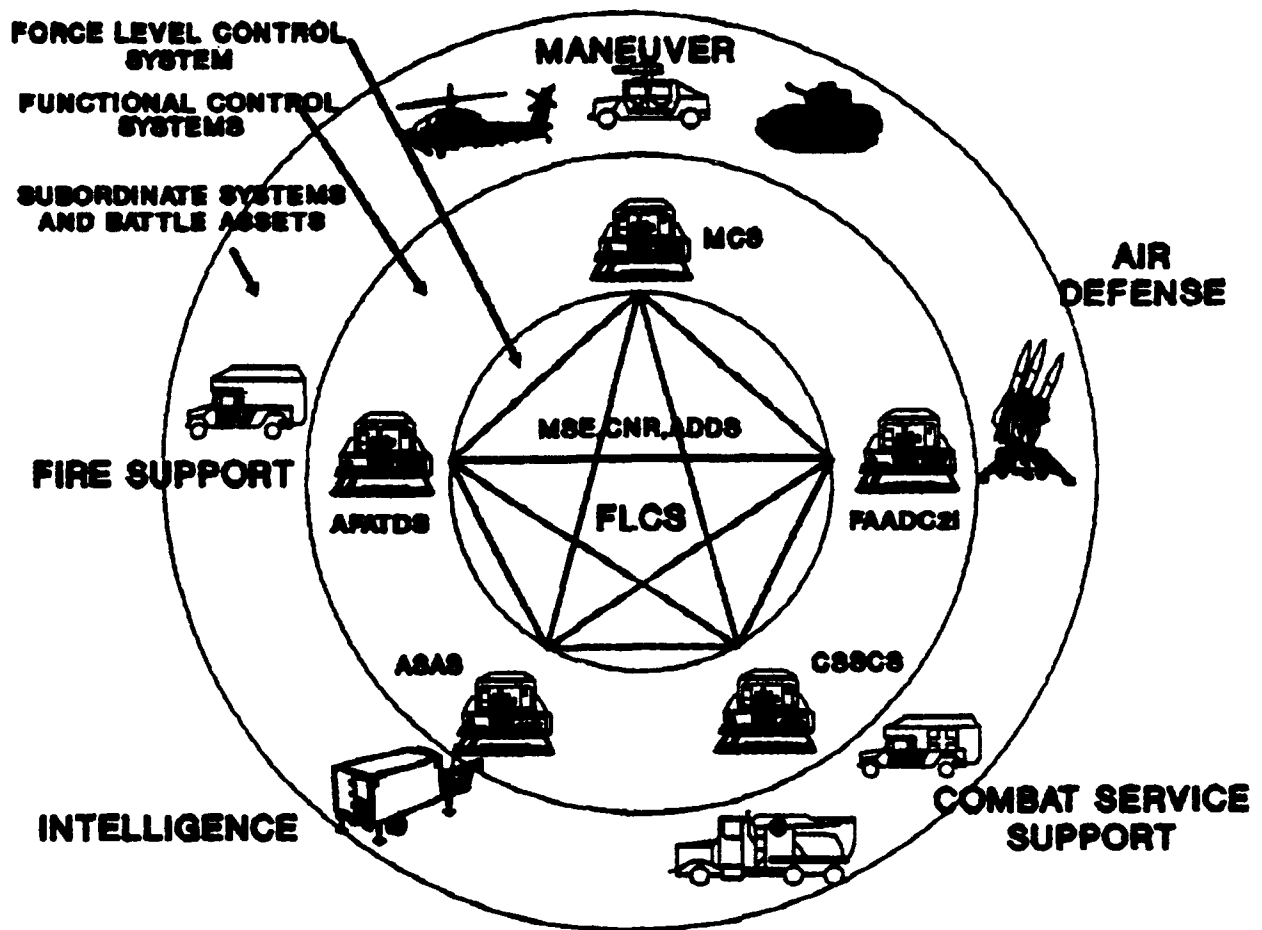 FORCE LEVEL CONTROL
SYSTEM
FUNCTIONAL CONTROL
SYSTEMS
SUBORDINATE SYSTEMS
AND BATTLE ASSETS
MANEUVER
MCS
AIR
DEFENSE
MSE,CNR,ADDS
FIRE SUPPORT
FLCS
AFATDS
FAADC2I
ASAS
CSSCS
INTELLIGENCE
COMBAT SERVICE
SUPPORT